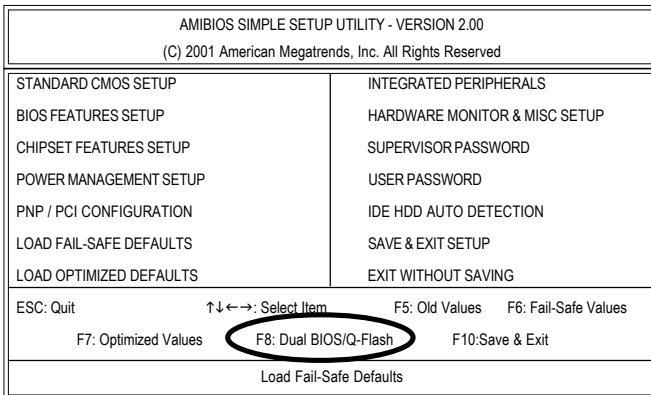 AMIBIOS SIMPLE SETUP UTILITY - VERSION 2.00
(C) 2001 American Megatrends, Inc. All Rights Reserved
STANDARD CMOS SETUP
BIOS FEATURES SETUP
CHIPSET FEATURES SETUP
POWER MANAGEMENT SETUP
PNP / PCI CONFIGURATION
LOAD FAIL-SAFE DEFAULTS
LOAD OPTIMIZED DEFAULTS
INTEGRATED PERIPHERALS
HARDWARE MONITOR & MISC SETUP
SUPERVISOR PASSWORD
USER PASSWORD
IDE HDD AUTO DETECTION
SAVE & EXIT SETUP
EXIT WITHOUT SAVING
ESC: Quit ↑↓←→: Select Item F5: Old Values F6: Fail-Safe Values
F7: Optimized Values F8: Dual BIOS/Q-Flash F10:Save & Exit
Load Fail-Safe Defaults